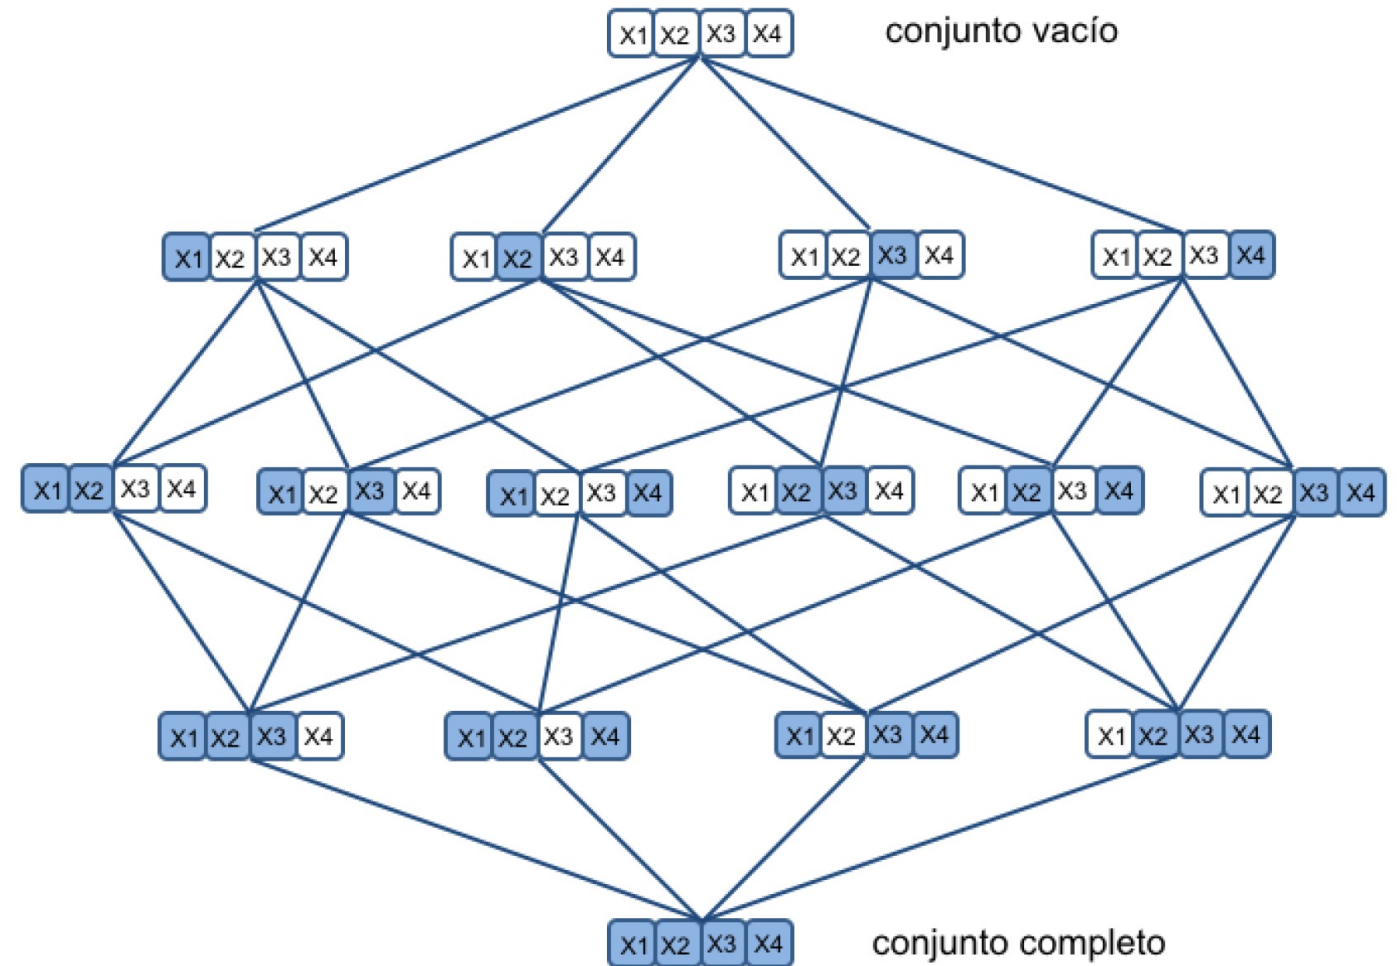 X1 X2 X3 X4 conjunto vacío
X1 X2 X3 X4 X1 X2 X3 X4 X1 X2 X3 X4 X1 X2 X3 X4
X1 X2 X3 X4 X1 X2 X3 X4 X1 X2 X3 X4 X1 X2 X3 X4 X1 X2 X3 X4 X1 X2 X3 X4
X1 X2 X3 X4 X1 X2 X3 X4 X1 X2 X3 X4 X1 X2 X3 X4
X1 X2 X3 X4 conjunto completo